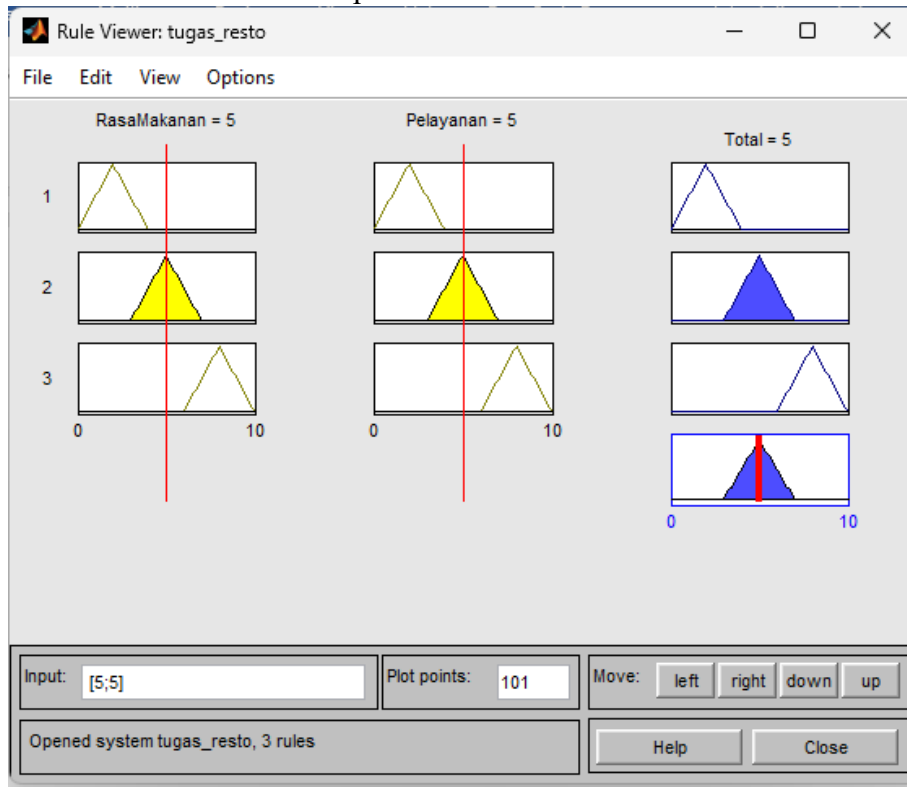 Rule Viewer: tugas_resto
File Edit View Options
RasaMakanan = 5 Pelayanan = 5 Total = 5
1
2
3
0 10 0 10
0 10
Input: [5;5] Plot points: 101 Move: left right down up
Opened system tugas_resto, 3 rules Help Close